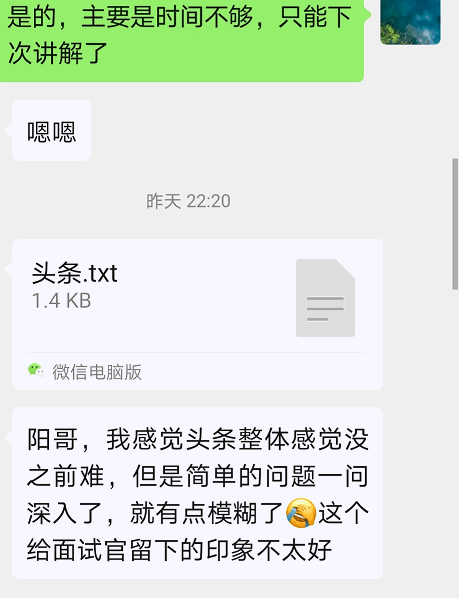 是的，主要是时间不够，只能下
次讲解了
嗯嗯
昨天 22:20
头条.txt
1.4 KB
微信电脑版
阳哥，我感觉头条整体感觉没
之前难，但是简单的问题一问
深入了，就有点模糊了🤦这个
给面试官留下的印象不太好